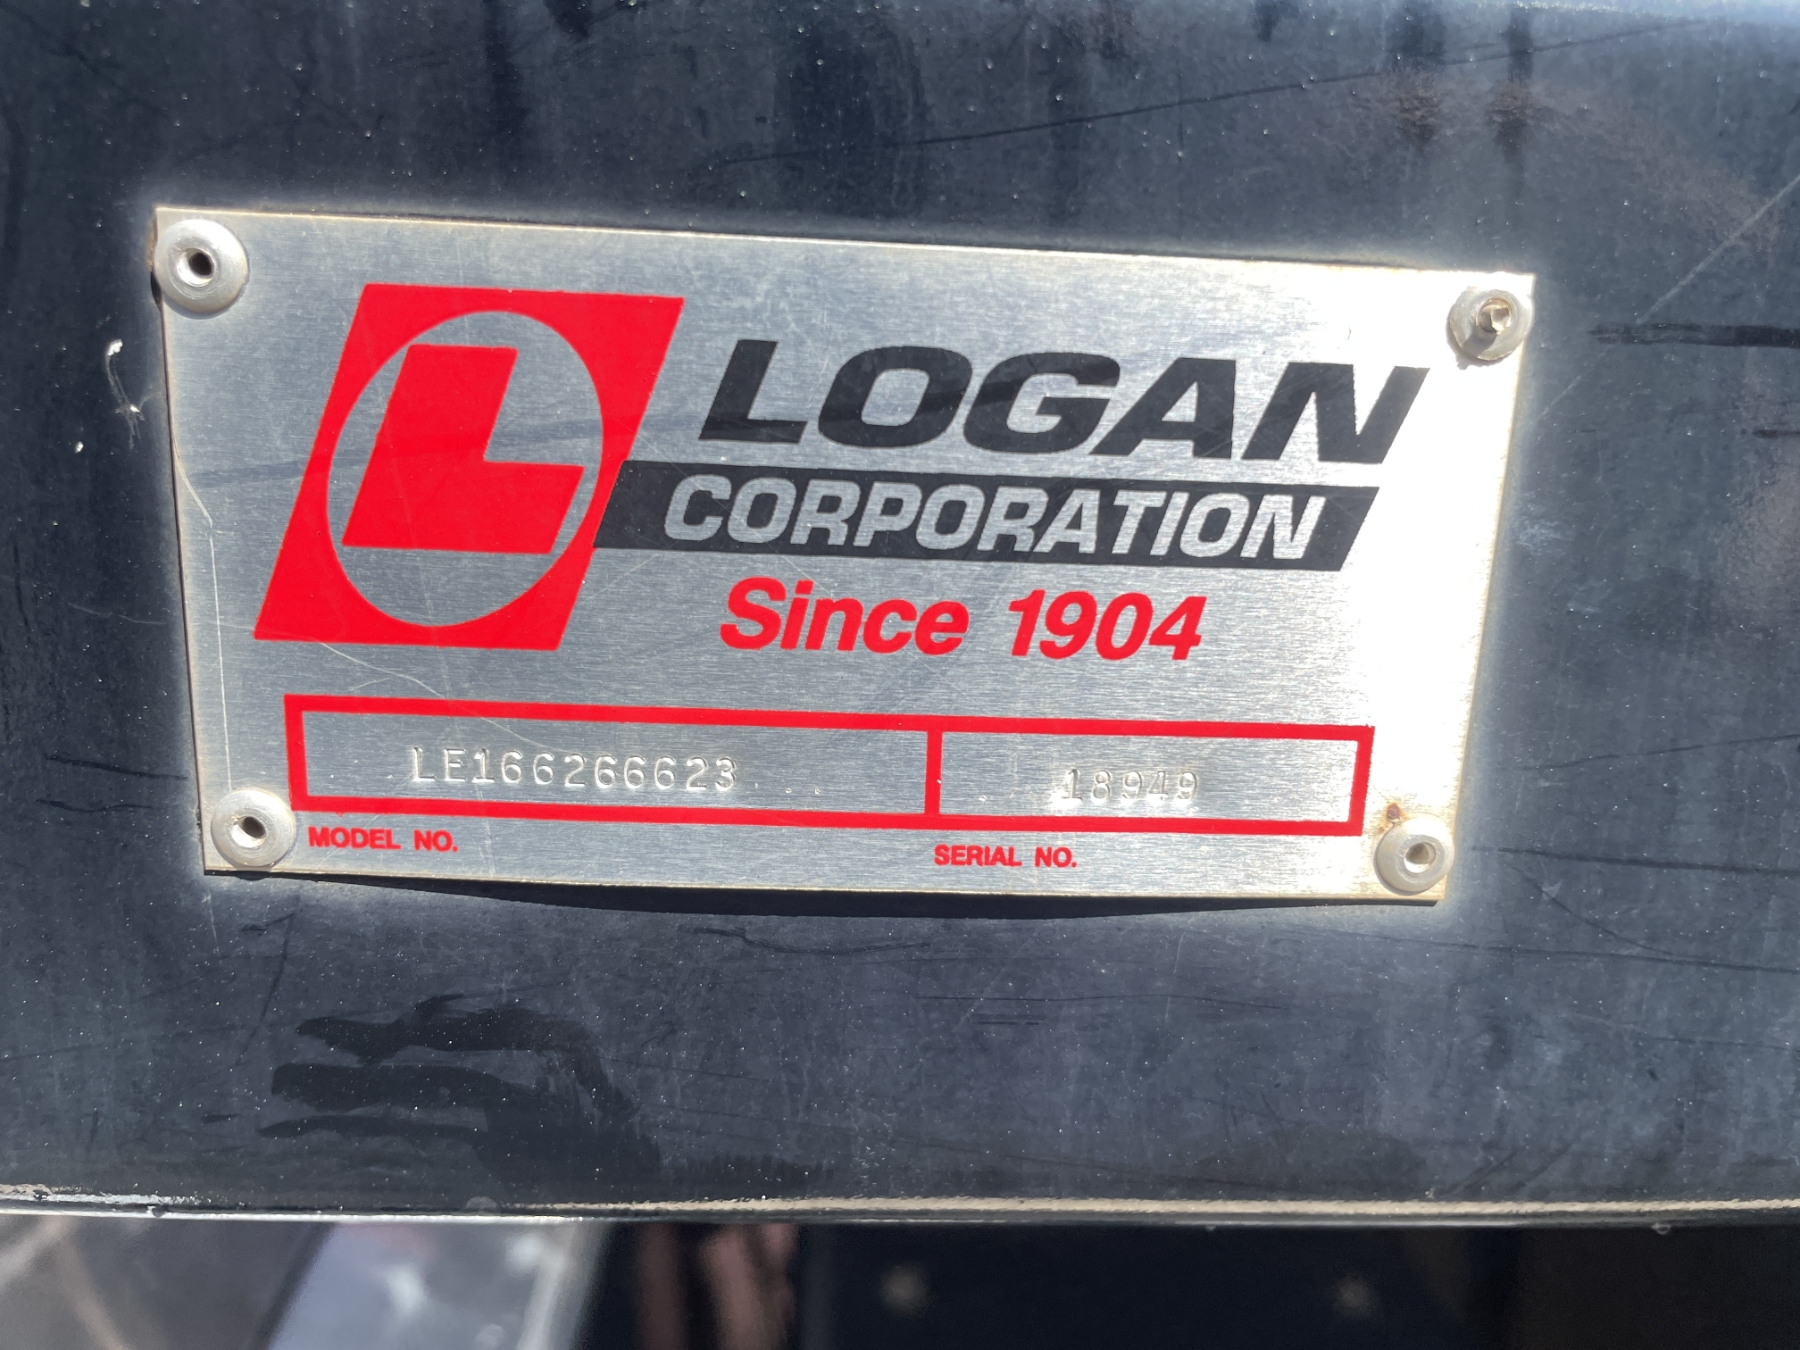 L
LOGAN
CORPORATION
Since 1904
LE166266623
18949
MODEL NO.
SERIAL NO.